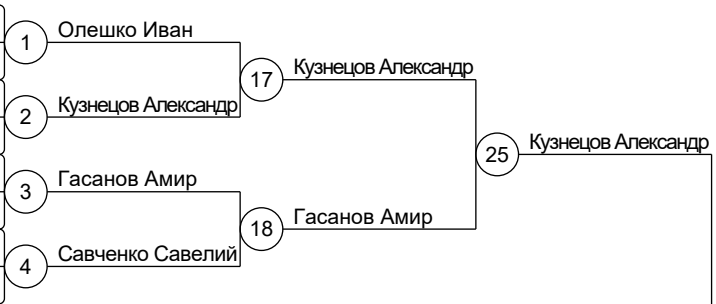 1
Олешко Иван
17
Кузнецов Александр
2
Кузнецов Александр
25
Кузнецов Александр
3
Гасанов Амир
18
Гасанов Амир
4
Савченко Савелий